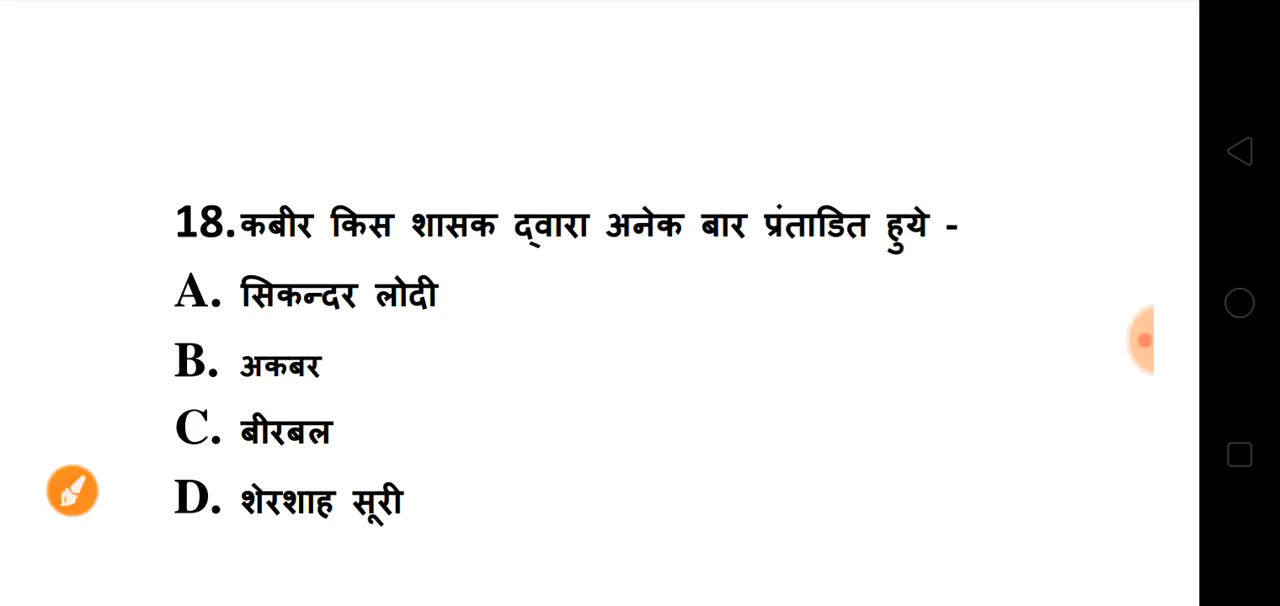 18.कबीर किस शासक द्वारा अनेक बार प्रंताडित हुये -
A. सिकन्दर लोदी
B. अकबर
C. बीरबल
D. शेरशाह सूरी